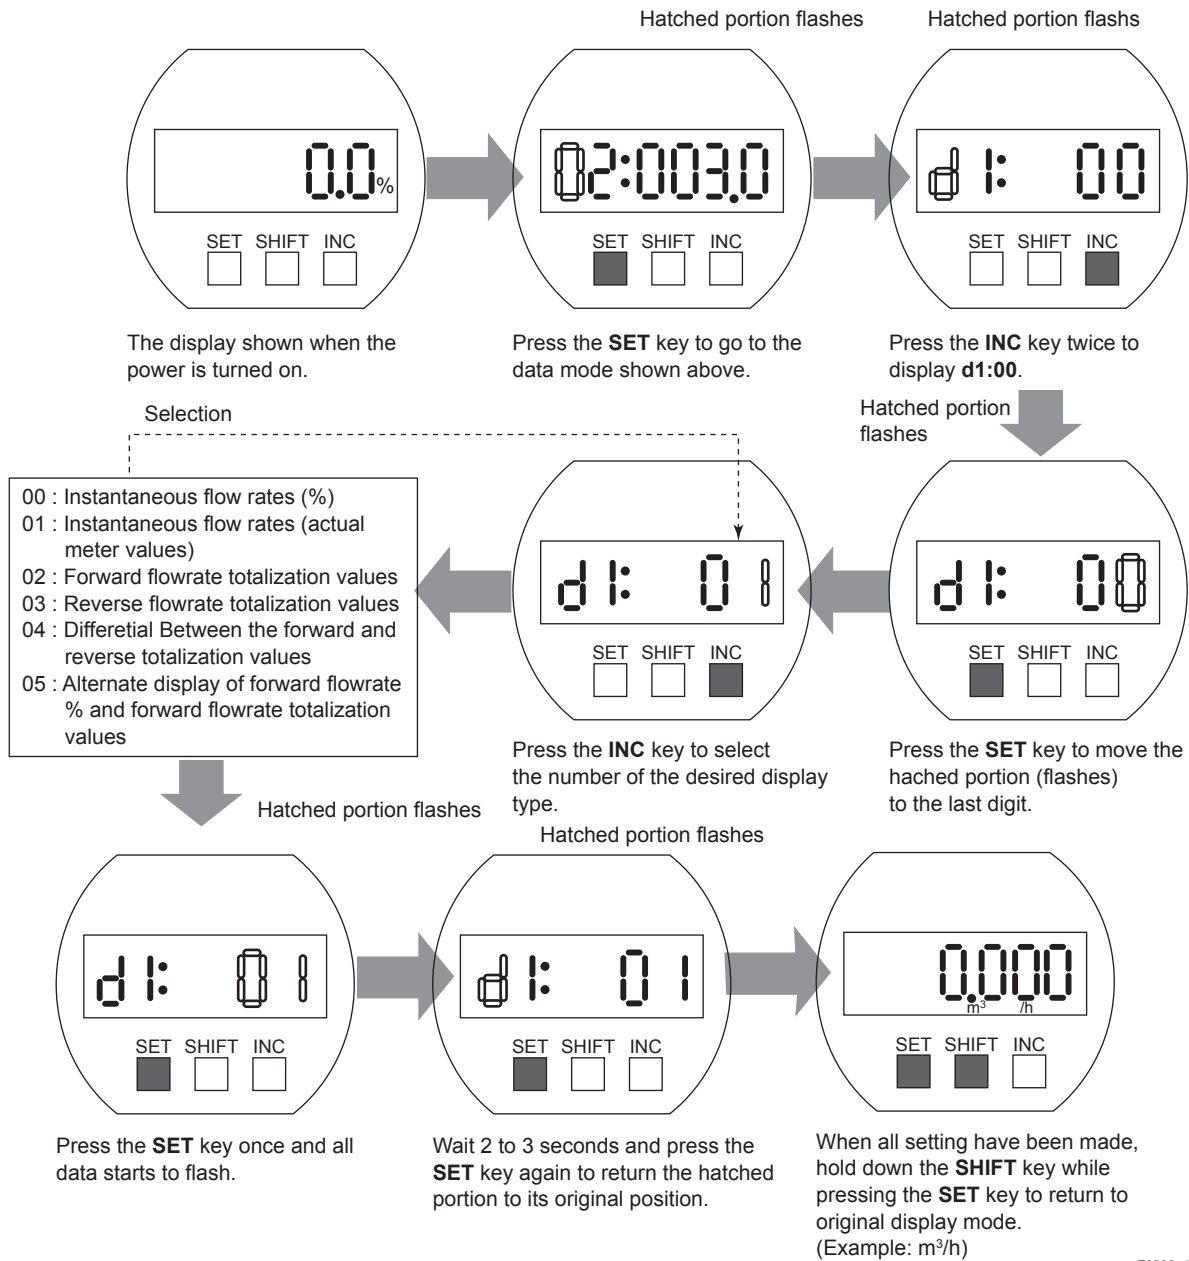 Hatched portion flashes
Hatched portion flashs
0.0%
SET SHIFT INC
02:003.0
SET SHIFT INC
d1: 00
SET SHIFT INC
The display shown when the
power is turned on.
Press the SET key to go to the
data mode shown above.
Press the INC key twice to
display d1:00.
Selection
Hatched portion
flashes
00 : Instantaneous flow rates (%)
01 : Instantaneous flow rates (actual
meter values)
02 : Forward flowrate totalization values
03 : Reverse flowrate totalization values
04 : Differetial Between the forward and
reverse totalization values
05 : Alternate display of forward flowrate
% and forward flowrate totalization
values
d1: 01
SET SHIFT INC
d1: 00
SET SHIFT INC
Press the INC key to select
the number of the desired display
type.
Press the SET key to move the
hached portion (flashes)
to the last digit.
Hatched portion flashes
Hatched portion flashes
d1: 01
SET SHIFT INC
d1: 01
SET SHIFT INC
0.000
m³ /h
SET SHIFT INC
Press the SET key once and all
data starts to flash.
Wait 2 to 3 seconds and press the
SET key again to return the hatched
portion to its original position.
When all setting have been made,
hold down the SHIFT key while
pressing the SET key to return to
original display mode.
(Example: m³/h)